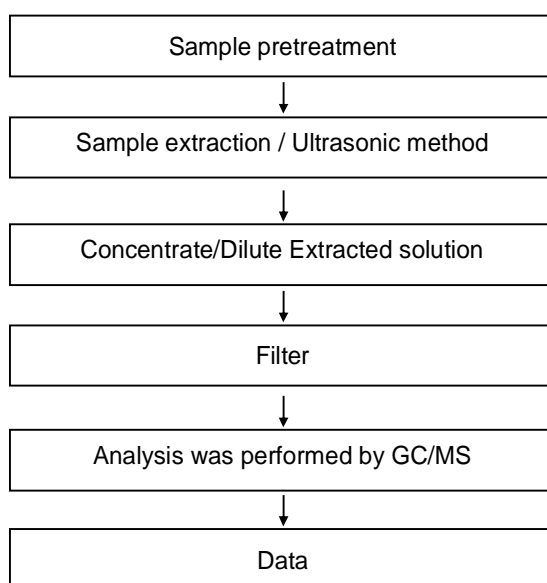 Sample pretreatment
Sample extraction / Ultrasonic method
Concentrate/Dilute Extracted solution
Filter
Analysis was performed by GC/MS
Data